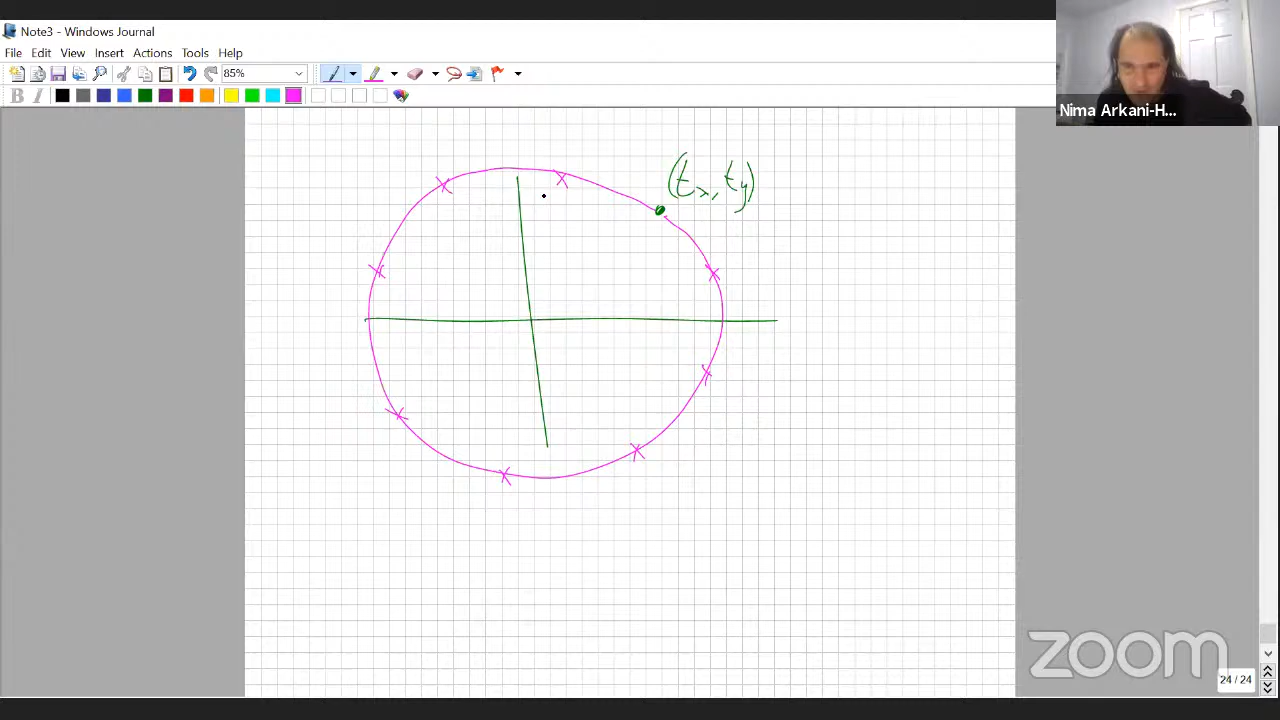 Note3 - Windows Journal
File Edit View Insert Actions Tools Help
85%
B I
Nima Arkani-H...
(tx, ty)
zoom
24 / 24